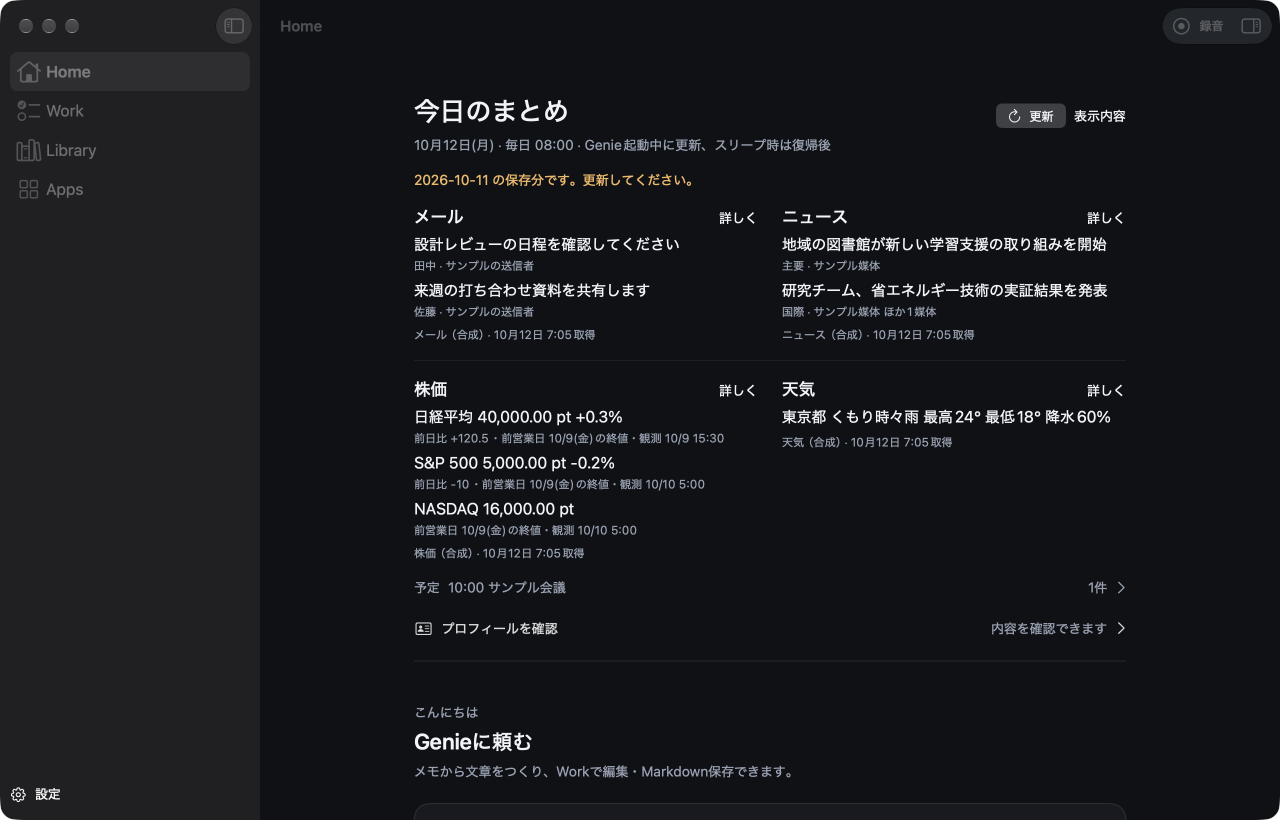 Home
録音
Home
Work
Library
Apps
設定
今日のまとめ
更新
表示内容
10月12日(月) · 毎日 08:00 · Genie起動中に更新、スリープ時は復帰後
2026-10-11 の保存分です。更新してください。
メール
詳しく
設計レビューの日程を確認してください
田中 · サンプルの送信者
来週の打ち合わせ資料を共有します
佐藤 · サンプルの送信者
メール（合成）· 10月12日 7:05取得
ニュース
詳しく
地域の図書館が新しい学習支援の取り組みを開始
主要 · サンプル媒体
研究チーム、省エネルギー技術の実証結果を発表
国際 · サンプル媒体 ほか1媒体
ニュース（合成）· 10月12日 7:05取得
株価
詳しく
日経平均 40,000.00 pt +0.3%
前日比 +120.5・前営業日 10/9(金)の終値・観測 10/9 15:30
S&P 500 5,000.00 pt -0.2%
前日比 -10・前営業日 10/9(金)の終値・観測 10/10 5:00
NASDAQ 16,000.00 pt
前営業日 10/9(金)の終値・観測 10/10 5:00
株価（合成）· 10月12日 7:05取得
天気
詳しく
東京都 くもり時々雨 最高24° 最低18° 降水60%
天気（合成）· 10月12日 7:05取得
予定 10:00 サンプル会議
1件
プロフィールを確認
内容を確認できます
こんにちは
Genieに頼む
メモから文章をつくり、Workで編集・Markdown保存できます。